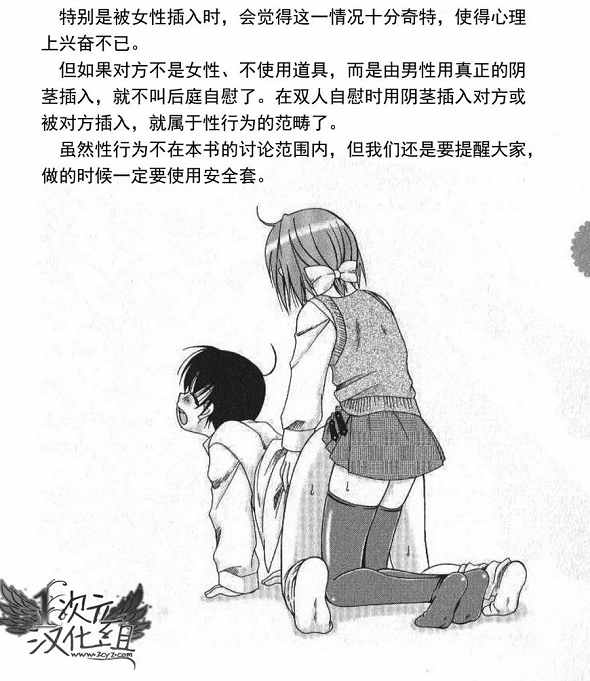 特别是被女性插入时，会觉得这一情况十分奇特，使得心理
上兴奋不已。
但如果对方不是女性、不使用道具，而是由男性用真正的阴
茎插入，就不叫后庭自慰了。在双人自慰时用阴茎插入对方或
被对方插入，就属于性行为的范畴了。
虽然性行为不在本书的讨论范围内，但我们还是要提醒大家，
做的时候一定要使用安全套。
次元
汉化组
www.2cy2.com